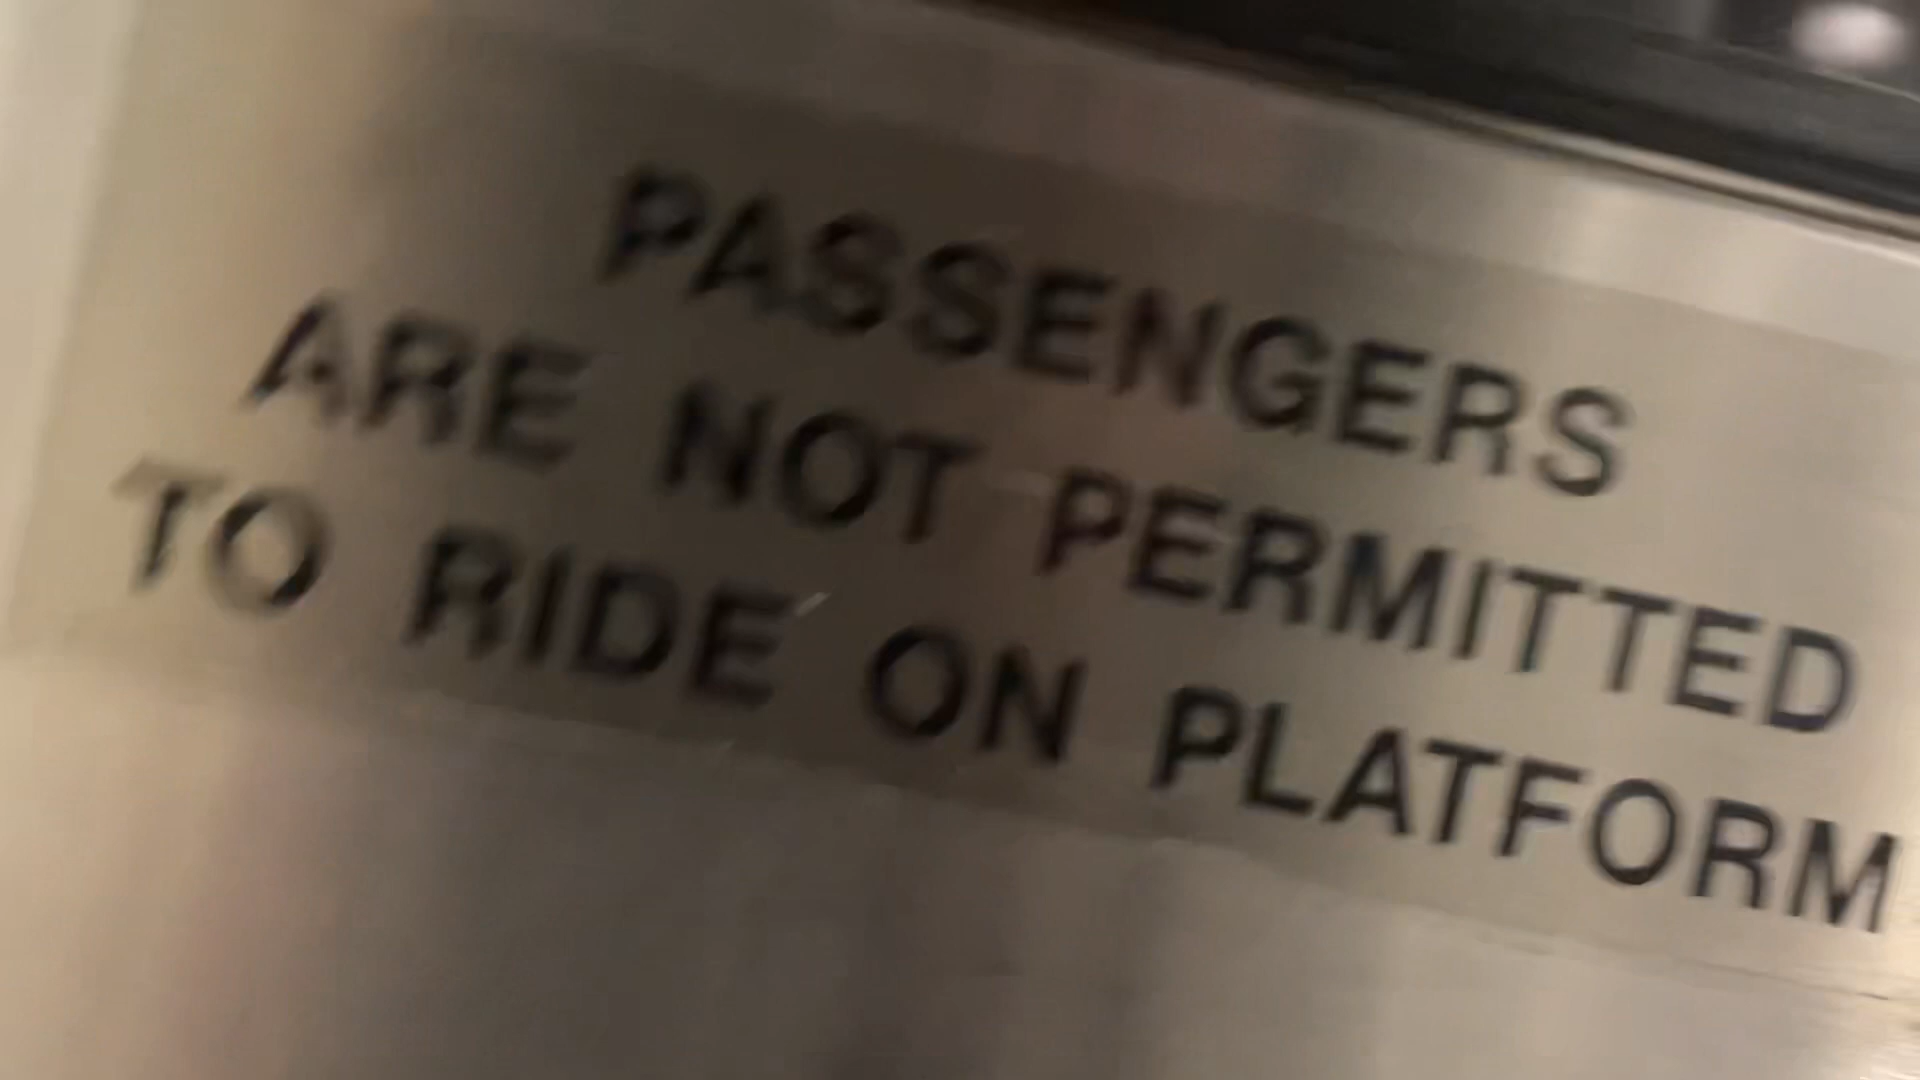 PASSENGERS
ARE NOT PERMITTED
TO RIDE ON PLATFORM